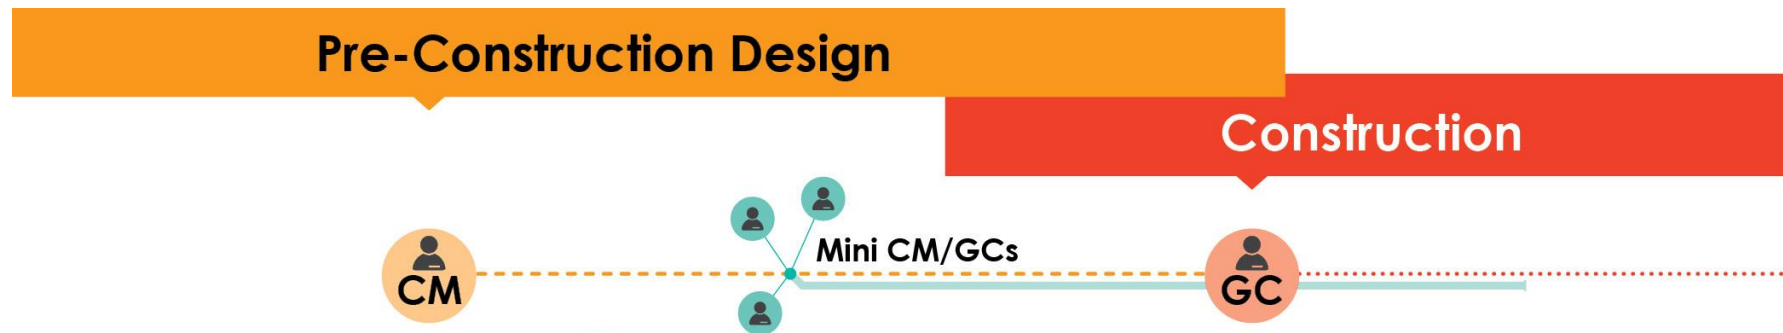 Pre-Construction Design
Construction
Mini CM/GCs
CM
GC